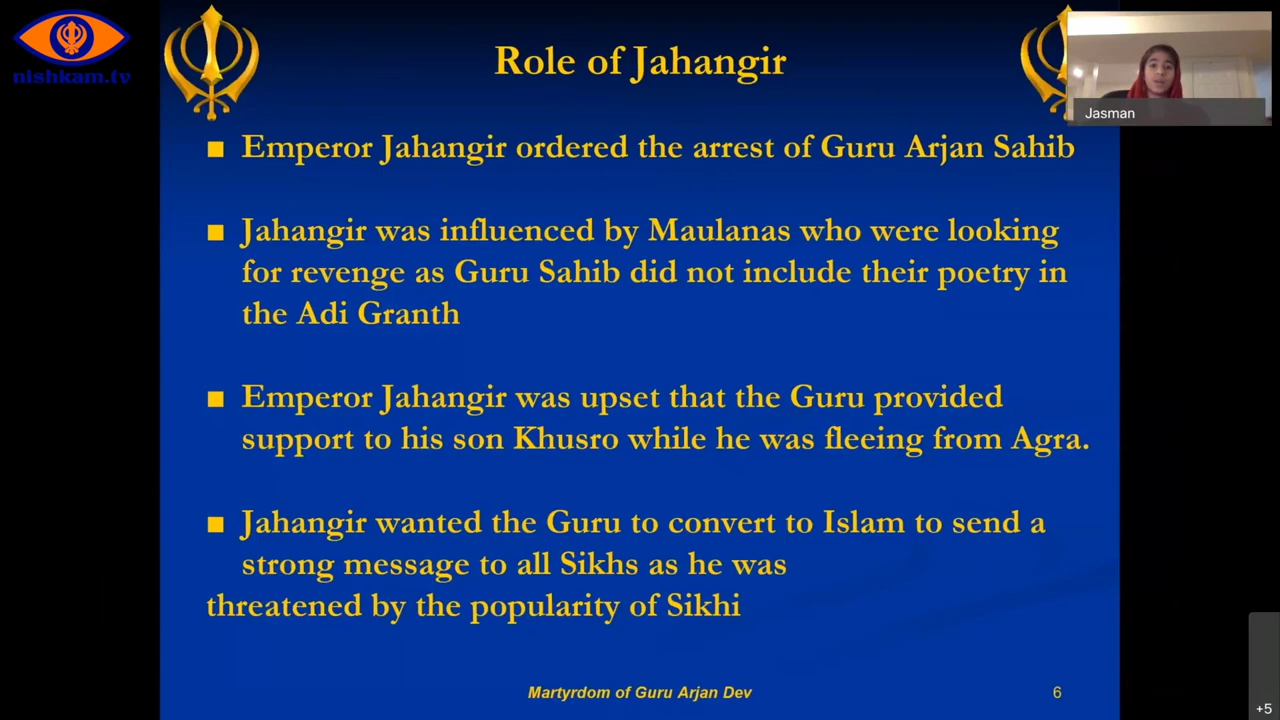 nishkam.tv
Role of Jahangir
Jasman
■ Emperor Jahangir ordered the arrest of Guru Arjan Sahib
■ Jahangir was influenced by Maulanas who were looking
for revenge as Guru Sahib did not include their poetry in
the Adi Granth
■ Emperor Jahangir was upset that the Guru provided
support to his son Khusro while he was fleeing from Agra.
■ Jahangir wanted the Guru to convert to Islam to send a
strong message to all Sikhs as he was
threatened by the popularity of Sikhi
Martyrdom of Guru Arjan Dev
6
+5